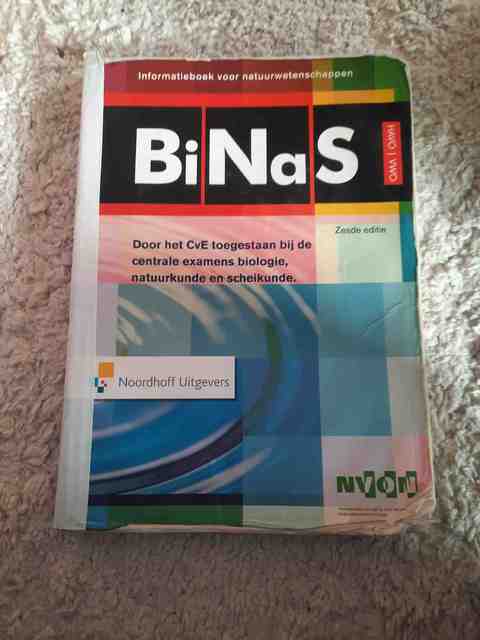 Informatieboek voor natuurwetenschappen
BiNaS
HAVO | VWO
Zesde editie
Door het CvE toegestaan bij de
centrale examens biologie,
natuurkunde en scheikunde.
Noordhoff Uitgevers
NVON